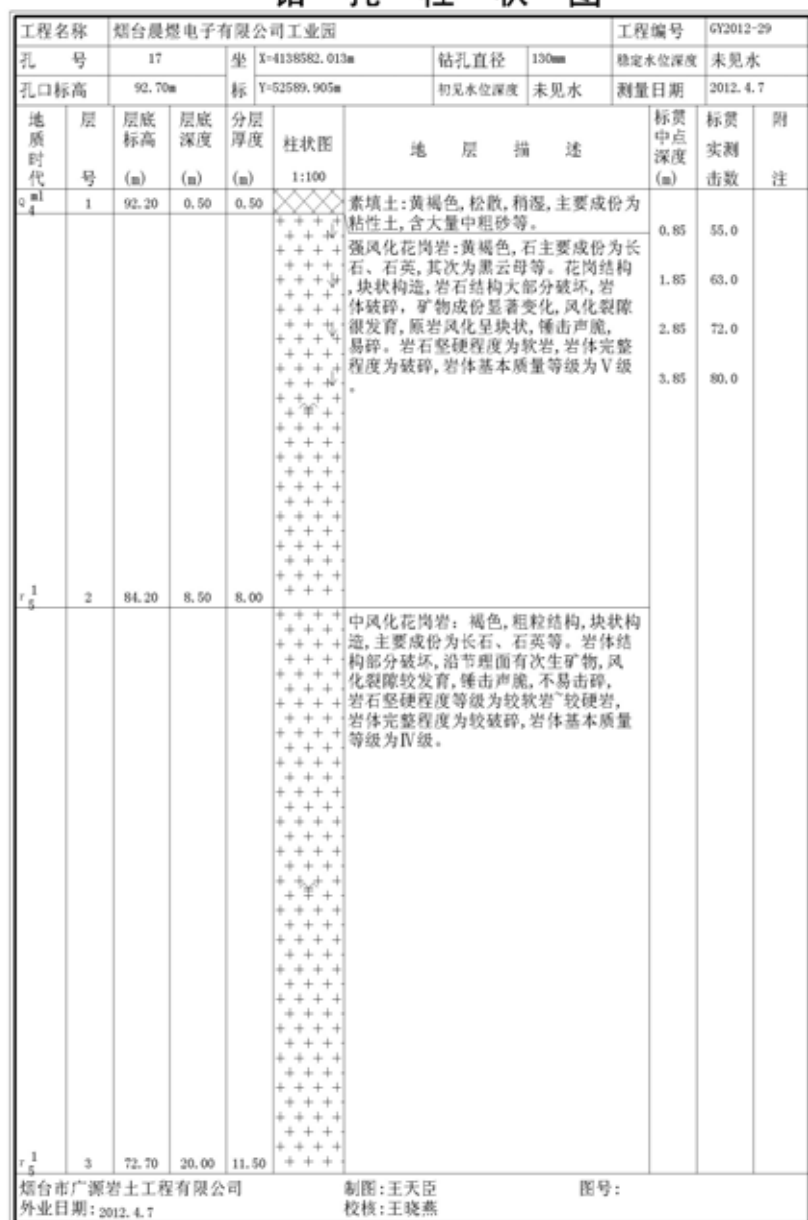 钻 孔 柱 状 图
工程名称 烟台晨煜电子有限公司工业园 工程编号 GY2012-29
孔 号 17 坐 X=4138582.013m 钻孔直径 130mm 稳定水位深度 未见水
孔口标高 92.70m 标 Y=52589.905m 初见水位深度 未见水 测量日期 2012.4.7
地质时代 层号 层底标高(m) 层底深度(m) 分层厚度(m) 柱状图 1:100 地 层 描 述 标贯中点深度(m) 标贯实测击数 附注
Q 4 ml 1 92.20 0.50 0.50
素填土:黄褐色,松散,稍湿,主要成份为
粘性土,含大量中粗砂等。
0.85 55.0
强风化花岗岩:黄褐色,石主要成份为长
石、石英,其次为黑云母等。花岗结构
,块状构造,岩石结构大部分破坏,岩
1.85 63.0
体破碎,矿物成份显著变化,风化裂隙
很发育,原岩风化呈块状,锤击声脆,
2.85 72.0
易碎。岩石坚硬程度为软岩,岩体完整
程度为破碎,岩体基本质量等级为Ⅴ级
。
3.85 80.0
r 5 1 2 84.20 8.50 8.00
中风化花岗岩: 褐色,粗粒结构,块状构
造,主要成份为长石、石英等。岩体结
构部分破坏,沿节理面有次生矿物,风
化裂隙较发育,锤击声脆,不易击碎,
岩石坚硬程度等级为较软岩~较硬岩,
岩体完整程度为较破碎,岩体基本质量
等级为Ⅳ级。
r 5 1 3 72.70 20.00 11.50
烟台市广源岩土工程有限公司 制图:王天臣 图号:
外业日期:2012.4.7 校核:王晓燕